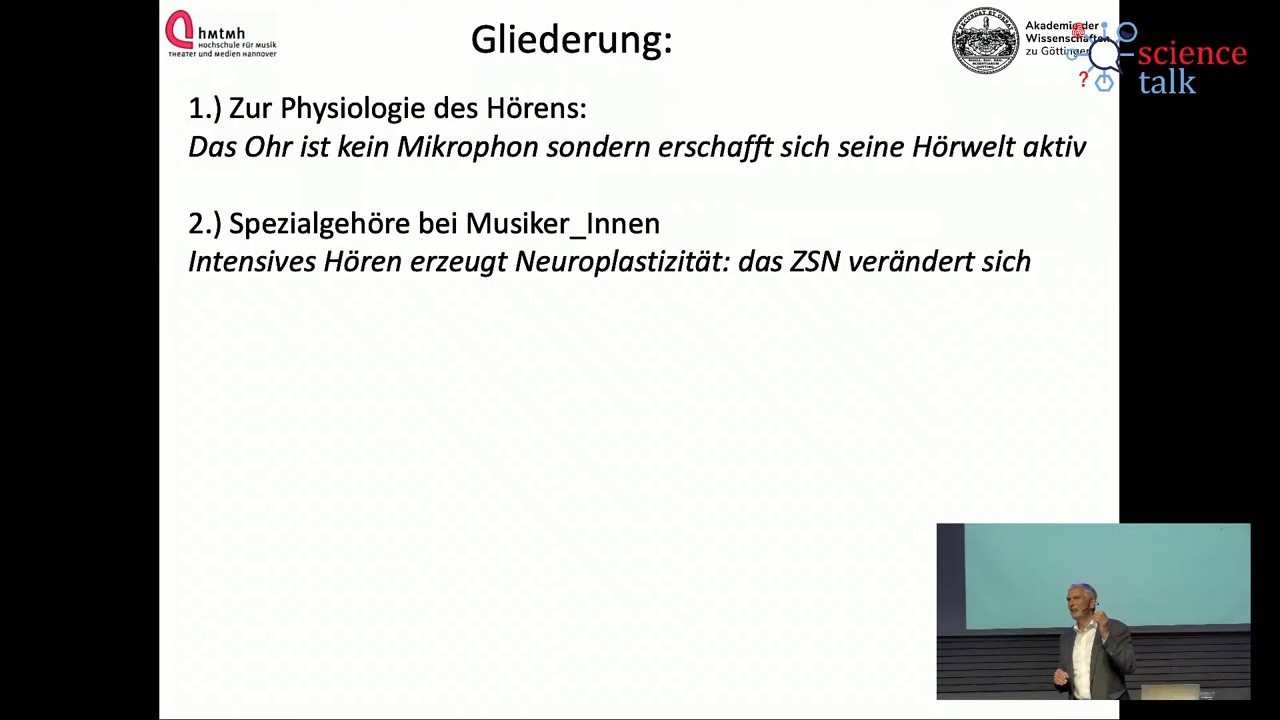 hmtmh
Hochschule für Musik
Theater und Medien Hannover
Gliederung:
Akademie der
Wissenschaften
zu Göttingen
science
talk
?
1.) Zur Physiologie des Hörens:
Das Ohr ist kein Mikrophon sondern erschafft sich seine Hörwelt aktiv
2.) Spezialgehöre bei Musiker_Innen
Intensives Hören erzeugt Neuroplastizität: das ZSN verändert sich